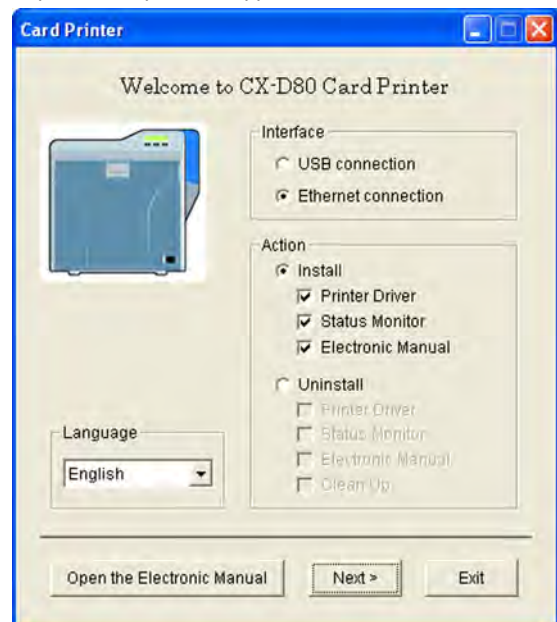 Card Printer
Welcome to CX-D80 Card Printer
Interface
USB connection
Ethernet connection
Action
Install
Printer Driver
Status Monitor
Electronic Manual
Uninstall
Printer Driver
Status Monitor
Electronic Manual
Clean Up
Language
English
Open the Electronic Manual
Next >
Exit